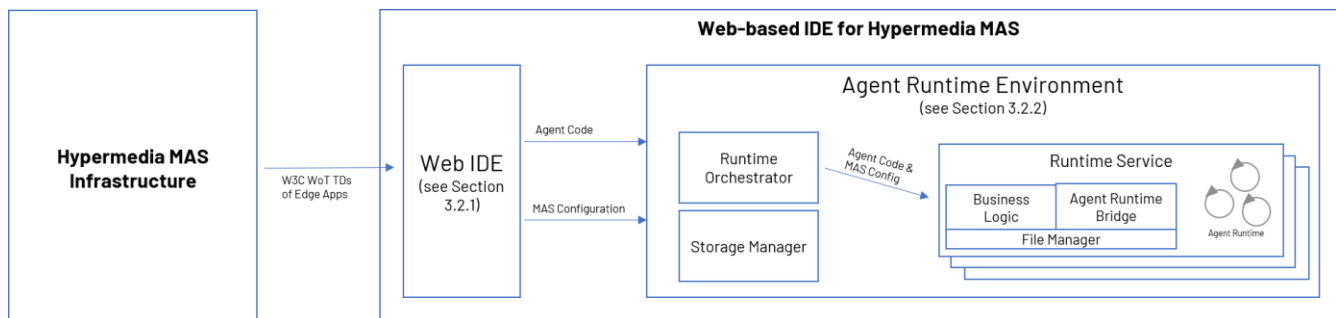 Web-based IDE for Hypermedia MAS
Hypermedia MAS
Infrastructure
W3C WoT TDs
of Edge Apps
Web IDE
(see Section
3.2.1)
Agent Code
MAS Configuration
Agent Runtime Environment
(see Section 3.2.2)
Runtime
Orchestrator
Storage Manager
Agent Code &
MAS Config
Runtime Service
Business
Logic
Agent Runtime
Bridge
File Manager
Agent Runtime